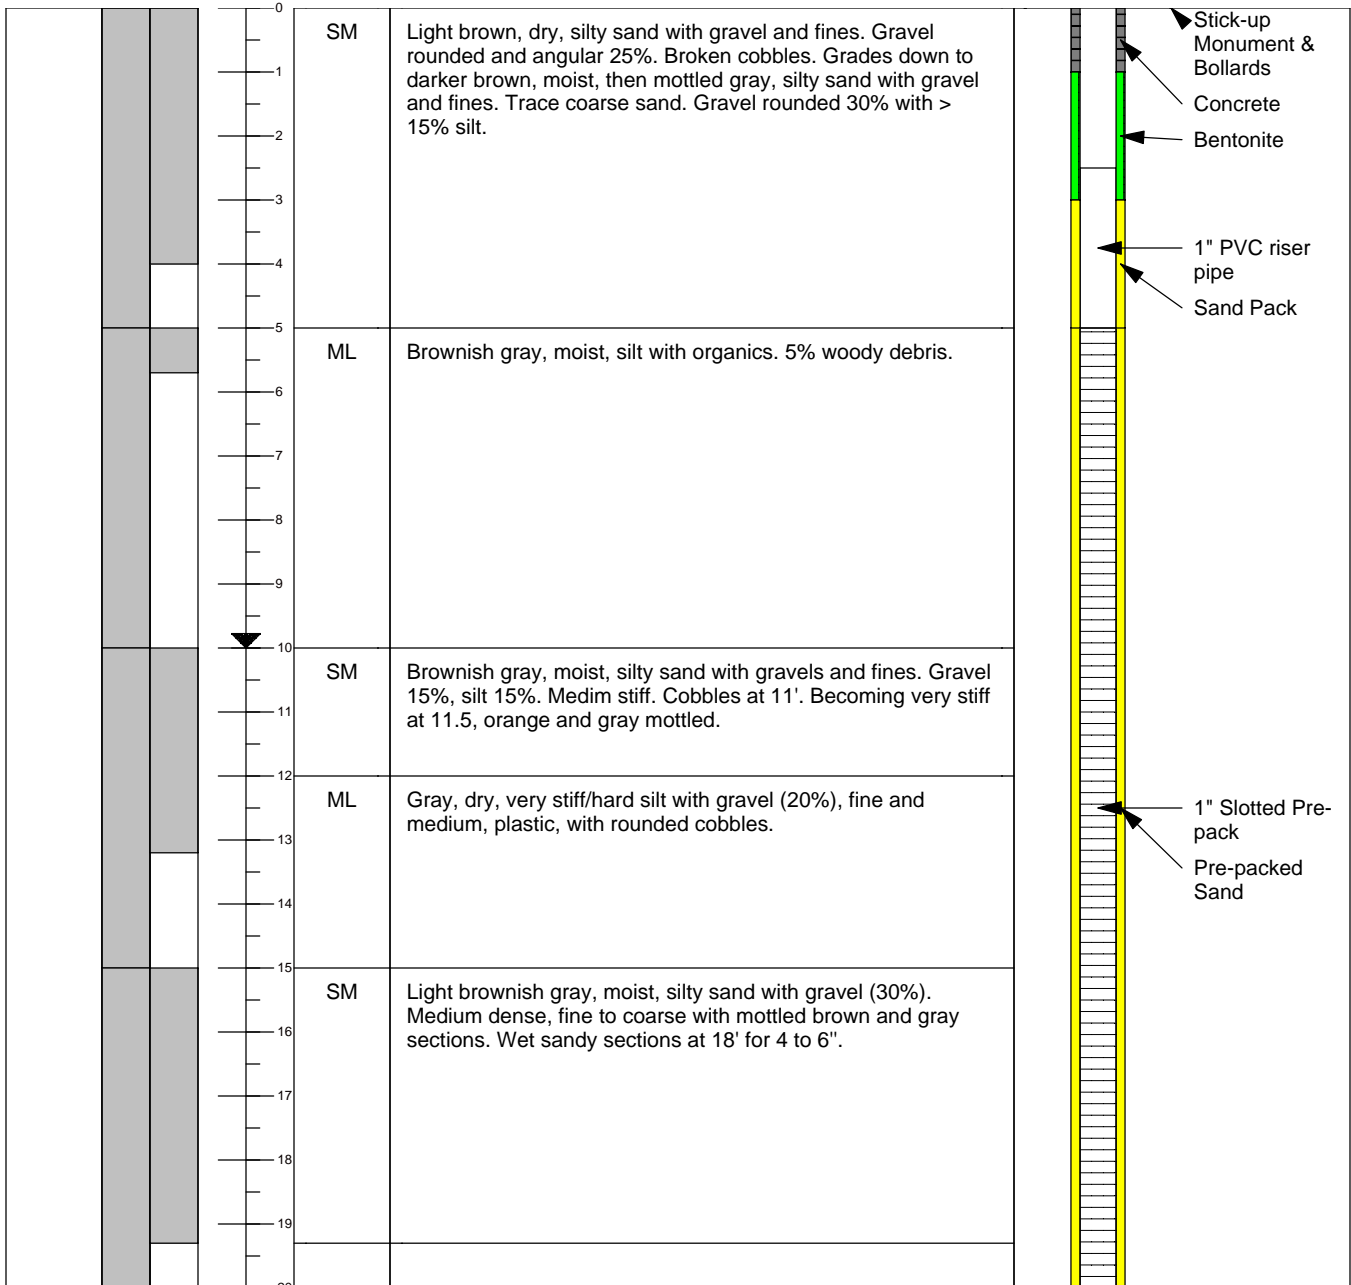 0
SM
Light brown, dry, silty sand with gravel and fines. Gravel
rounded and angular 25%. Broken cobbles. Grades down to
darker brown, moist, then mottled gray, silty sand with gravel
and fines. Trace coarse sand. Gravel rounded 30% with >
15% silt.
Stick-up
Monument &
Bollards
Concrete
Bentonite
1
2
3
1" PVC riser
pipe
Sand Pack
4
5
ML
Brownish gray, moist, silt with organics. 5% woody debris.
6
7
8
9
10
SM
Brownish gray, moist, silty sand with gravels and fines. Gravel
15%, silt 15%. Medim stiff. Cobbles at 11'. Becoming very stiff
at 11.5, orange and gray mottled.
11
12
ML
Gray, dry, very stiff/hard silt with gravel (20%), fine and
medium, plastic, with rounded cobbles.
1" Slotted Pre-
pack
Pre-packed
Sand
13
14
15
SM
Light brownish gray, moist, silty sand with gravel (30%).
Medium dense, fine to coarse with mottled brown and gray
sections. Wet sandy sections at 18' for 4 to 6".
16
17
18
19
20